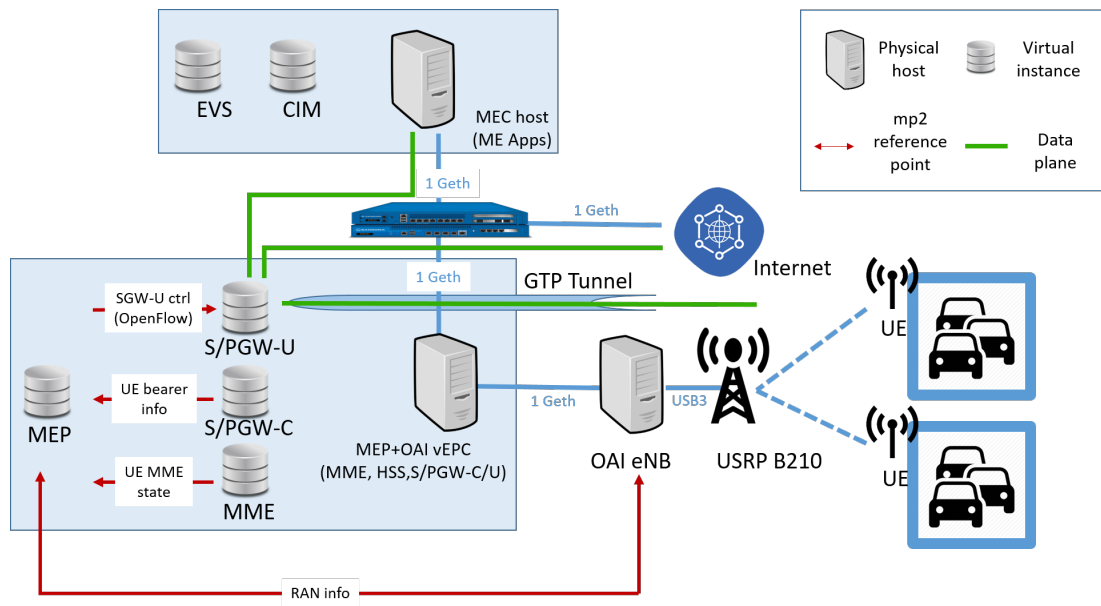 EVS
CIM
MEC host
(ME Apps)
Physical
host
Virtual
instance
mp2
reference
point
Data
plane
1 Geth
1 Geth
Internet
1 Geth
GTP Tunnel
SGW-U ctrl
(OpenFlow)
S/PGW-U
UE
MEP
UE bearer
info
S/PGW-C
1 Geth
USB3
MEP+OAI vEPC
(MME, HSS,S/PGW-C/U)
OAI eNB
USRP B210
UE
UE MME
state
MME
RAN info